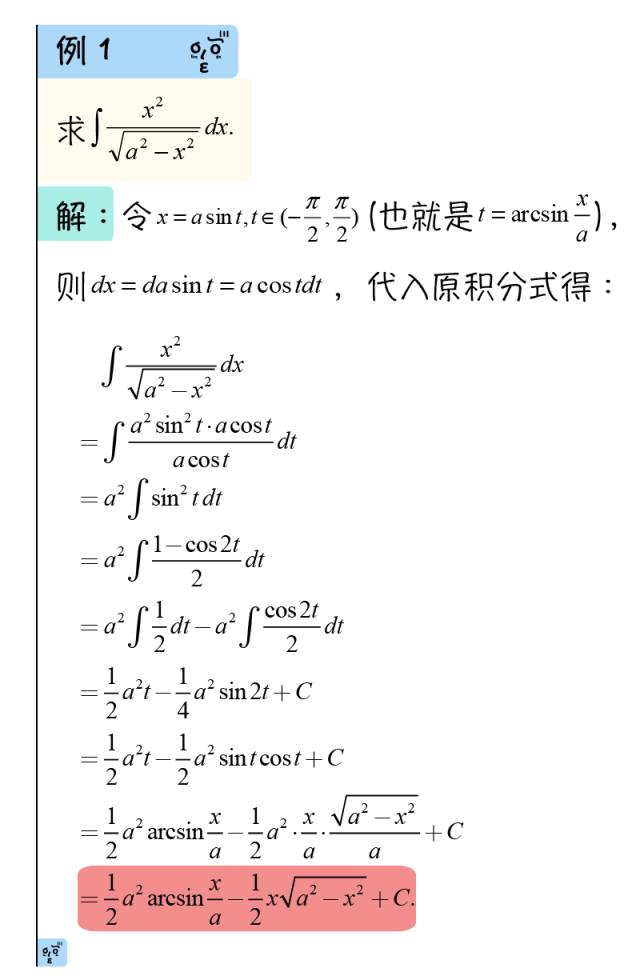 例 1
求∫ x²/√(a² − x²) dx.
解：令 x = a sin t, t ∈ (−π/2, π/2) (也就是 t = arcsin x/a)，
则 dx = da sin t = a cos tdt ，代入原积分式得：
∫ x²/√(a² − x²) dx
= ∫ (a² sin² t · a cos t)/(a cos t) dt
= a² ∫ sin² t dt
= a² ∫ (1 − cos 2t)/2 dt
= a² ∫ 1/2 dt − a² ∫ (cos 2t)/2 dt
= 1/2 a²t − 1/4 a² sin 2t + C
= 1/2 a²t − 1/2 a² sin t cos t + C
= 1/2 a² arcsin x/a − 1/2 a² · x/a · √(a² − x²)/a + C
= 1/2 a² arcsin x/a − 1/2 x√(a² − x²) + C.